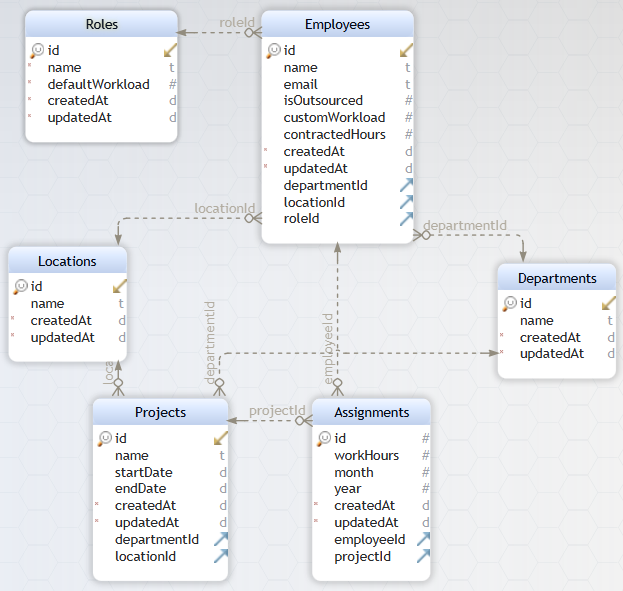 Roles
id
name t
defaultWorkload #
createdAt d
updatedAt d
roleId
Employees
id
name t
email t
isOutsourced #
customWorkload #
contractedHours #
createdAt d
updatedAt d
departmentId
locationId
roleId
locationId
departmentId
Locations
id
name t
createdAt d
updatedAt d
Departments
id
name t
createdAt d
updatedAt d
departmentId
employeeId
projectId
Projects
id
name t
startDate d
endDate d
createdAt d
updatedAt d
departmentId
locationId
Assignments
id #
workHours #
month #
year #
createdAt d
updatedAt d
employeeId
projectId